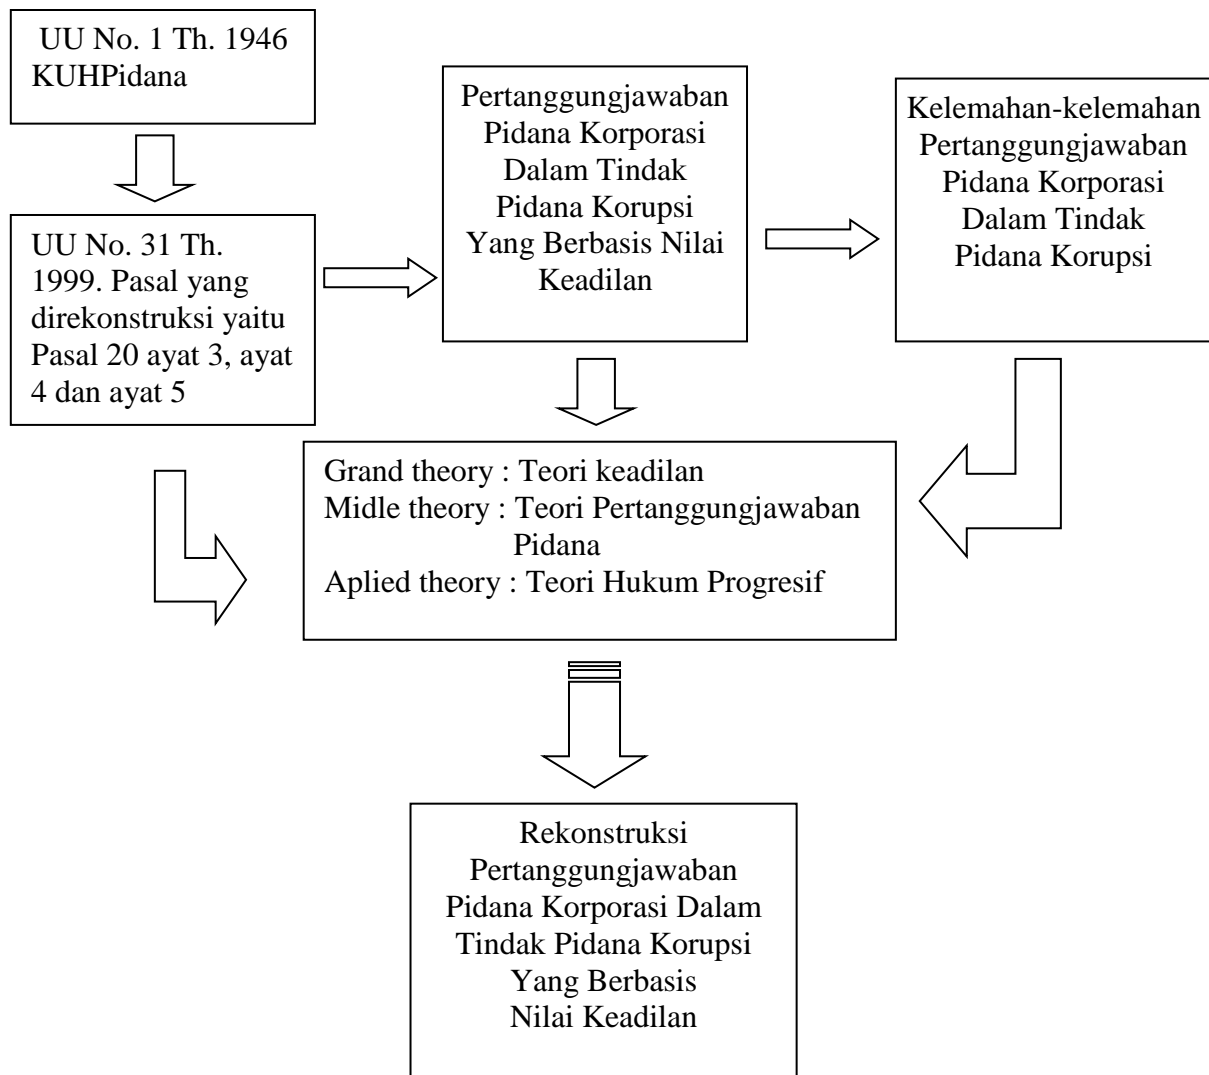 UU No. 1 Th. 1946
KUHPidana
UU No. 31 Th.
1999. Pasal yang
direkonstruksi yaitu
Pasal 20 ayat 3, ayat
4 dan ayat 5
Pertanggungjawaban
Pidana Korporasi
Dalam Tindak
Pidana Korupsi
Yang Berbasis Nilai
Keadilan
Kelemahan-kelemahan
Pertanggungjawaban
Pidana Korporasi
Dalam Tindak
Pidana Korupsi
Grand theory : Teori keadilan
Midle theory : Teori Pertanggungjawaban
Pidana
Aplied theory : Teori Hukum Progresif
Rekonstruksi
Pertanggungjawaban
Pidana Korporasi Dalam
Tindak Pidana Korupsi
Yang Berbasis
Nilai Keadilan